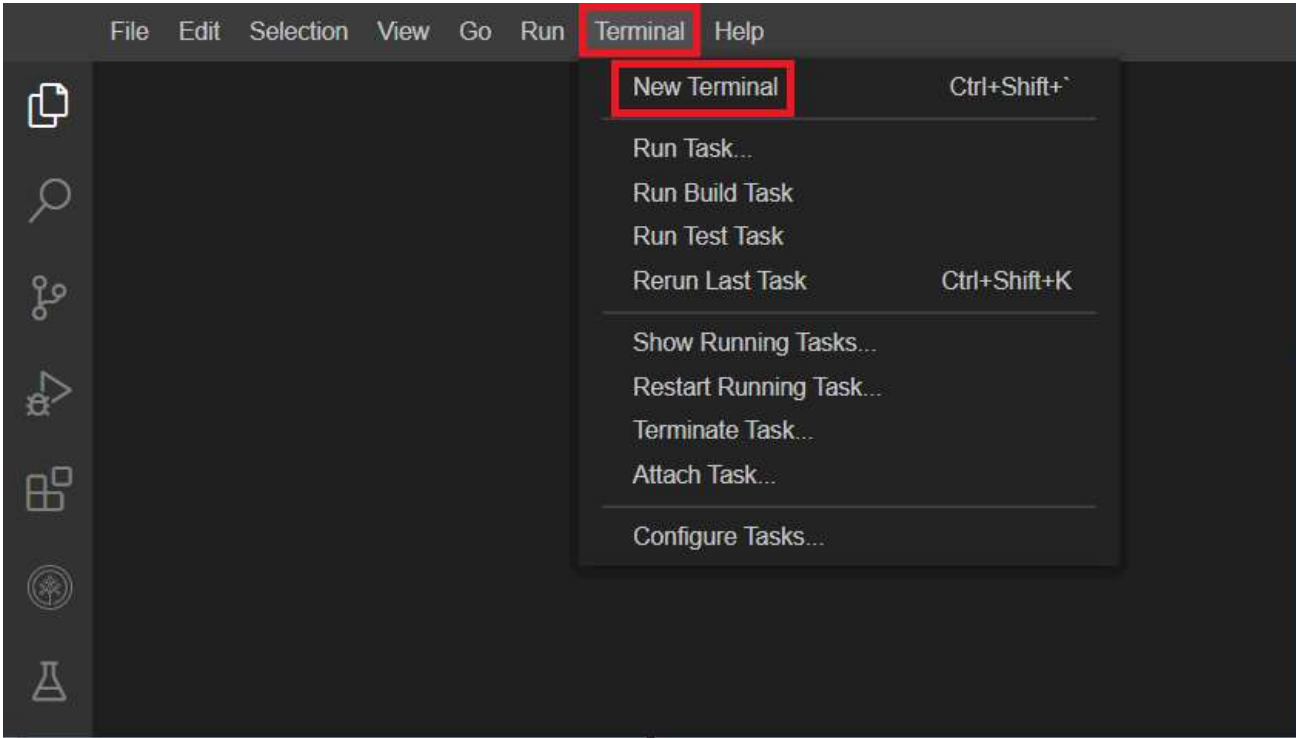 File Edit Selection View Go Run Terminal Help
New Terminal Ctrl+Shift+`
Run Task...
Run Build Task
Run Test Task
Rerun Last Task Ctrl+Shift+K
Show Running Tasks...
Restart Running Task...
Terminate Task...
Attach Task...
Configure Tasks...